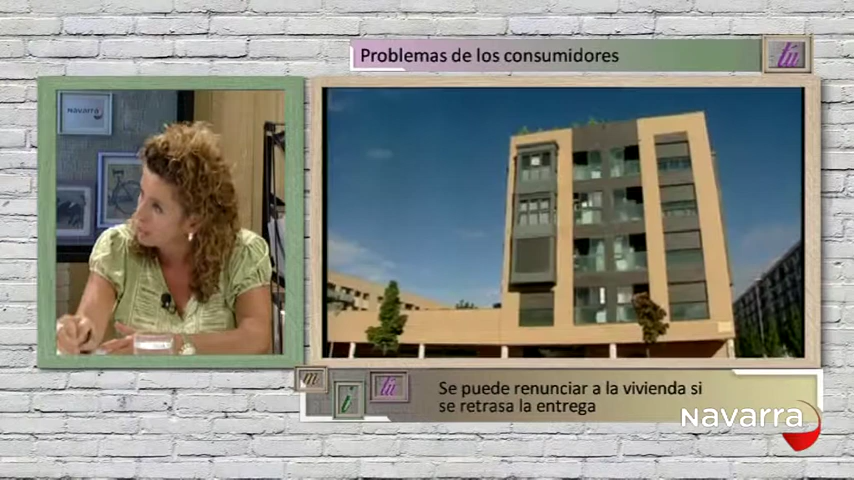 Problemas de los consumidores
tú
navarra
m
i
tú
Se puede renunciar a la vivienda si
se retrasa la entrega
navarra